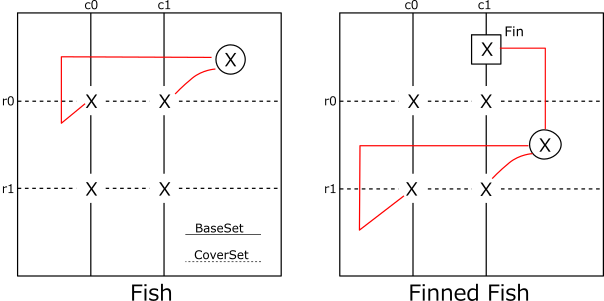 c0 c1
X
r0 X X
r1 X X
BaseSet
CoverSet
Fish
c0 c1
Fin
X
r0 X X
X
r1 X X
Finned Fish